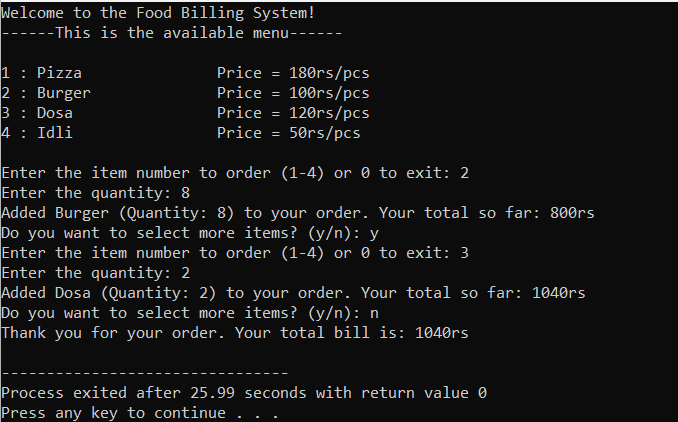 Welcome to the Food Billing System!
------This is the available menu------
1 : Pizza               Price = 180rs/pcs
2 : Burger              Price = 100rs/pcs
3 : Dosa                Price = 120rs/pcs
4 : Idli                Price = 50rs/pcs
Enter the item number to order (1-4) or 0 to exit: 2
Enter the quantity: 8
Added Burger (Quantity: 8) to your order. Your total so far: 800rs
Do you want to select more items? (y/n): y
Enter the item number to order (1-4) or 0 to exit: 3
Enter the quantity: 2
Added Dosa (Quantity: 2) to your order. Your total so far: 1040rs
Do you want to select more items? (y/n): n
Thank you for your order. Your total bill is: 1040rs
--------------------------------
Process exited after 25.99 seconds with return value 0
Press any key to continue . . .